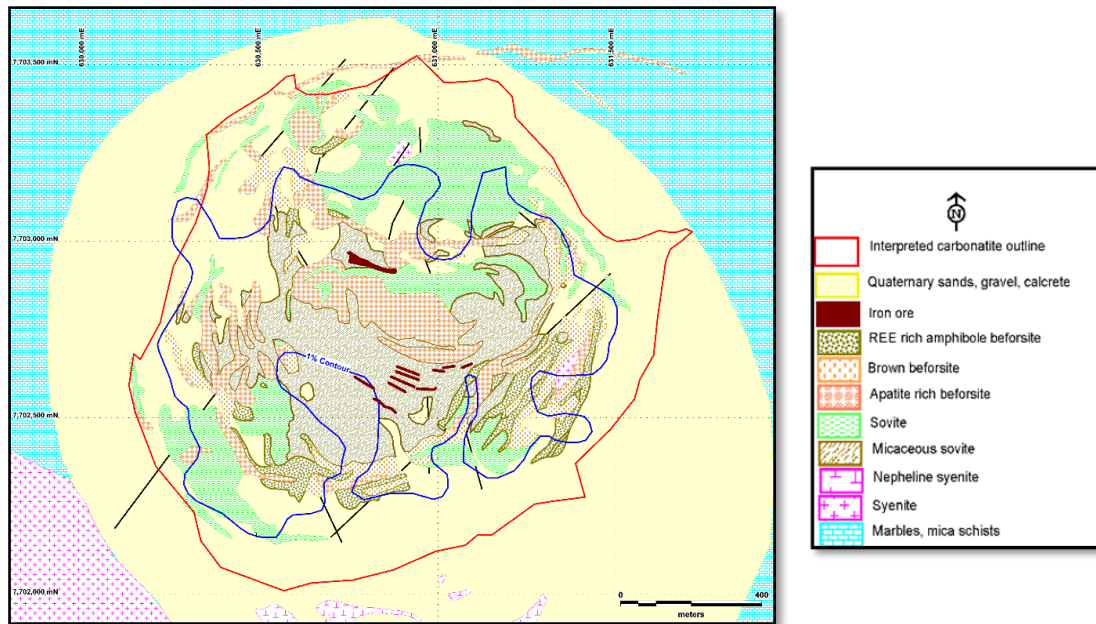 630,000 mE
630,500 mE
631,000 mE
631,500 mE
7,703,500 mN
7,703,000 mN
1% Contour
7,702,500 mN
7,702,000 mN
0 400
meters
N
Interpreted carbonatite outline
Quaternary sands, gravel, calcrete
Iron ore
REE rich amphibole beforsite
Brown beforsite
Apatite rich beforsite
Sovite
Micaceous sovite
Nepheline syenite
Syenite
Marbles, mica schists